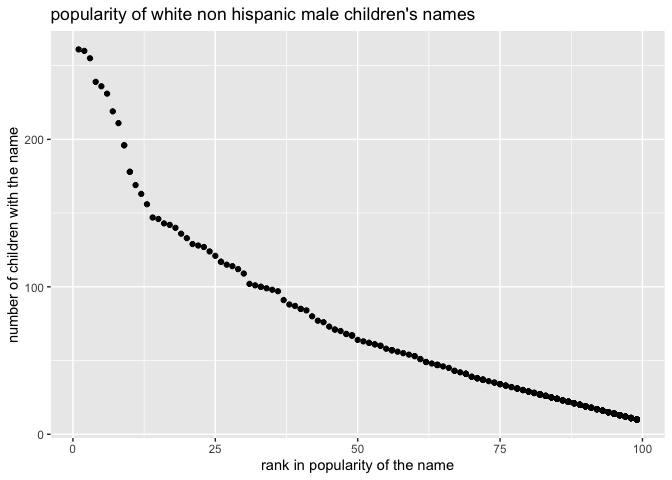 popularity of white non hispanic male children's names
number of children with the name
200
100
0
0
25
50
75
100
rank in popularity of the name